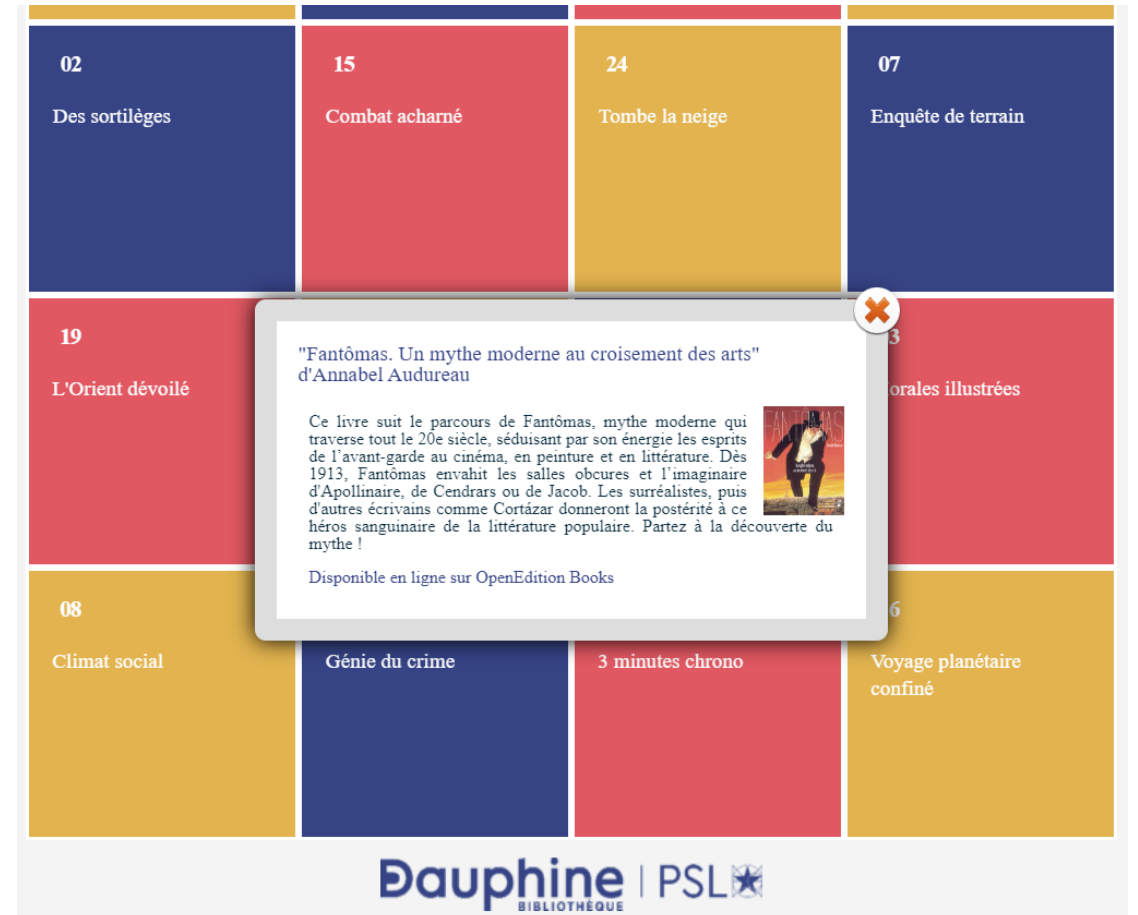 02
15
24
07
Des sortilèges
Combat acharné
Tombe la neige
Enquête de terrain
19
3
L'Orient dévoilé
orales illustrées
"Fantômas. Un mythe moderne au croisement des arts"
d'Annabel Audureau
Ce livre suit le parcours de Fantômas, mythe moderne qui
traverse tout le 20e siècle, séduisant par son énergie les esprits
de l’avant-garde au cinéma, en peinture et en littérature. Dès
1913, Fantômas envahit les salles obcures et l’imaginaire
d'Apollinaire, de Cendrars ou de Jacob. Les surréalistes, puis
d'autres écrivains comme Cortázar donneront la postérité à ce
héros sanguinaire de la littérature populaire. Partez à la découverte du
mythe !
FANTÔMAS
Disponible en ligne sur OpenEdition Books
08
6
Climat social
Génie du crime
3 minutes chrono
Voyage planétaire
confiné
Dauphine | PSL
BIBLIOTHÈQUE